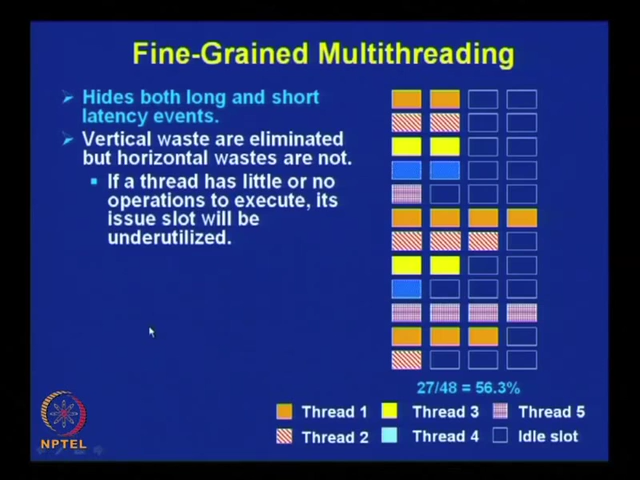 Fine-Grained Multithreading
Hides both long and short
latency events.
Vertical waste are eliminated
but horizontal wastes are not.
If a thread has little or no
operations to execute, its
issue slot will be
underutilized.
27/48 = 56.3%
Thread 1
Thread 3
Thread 5
Thread 2
Thread 4
Idle slot
NPTEL